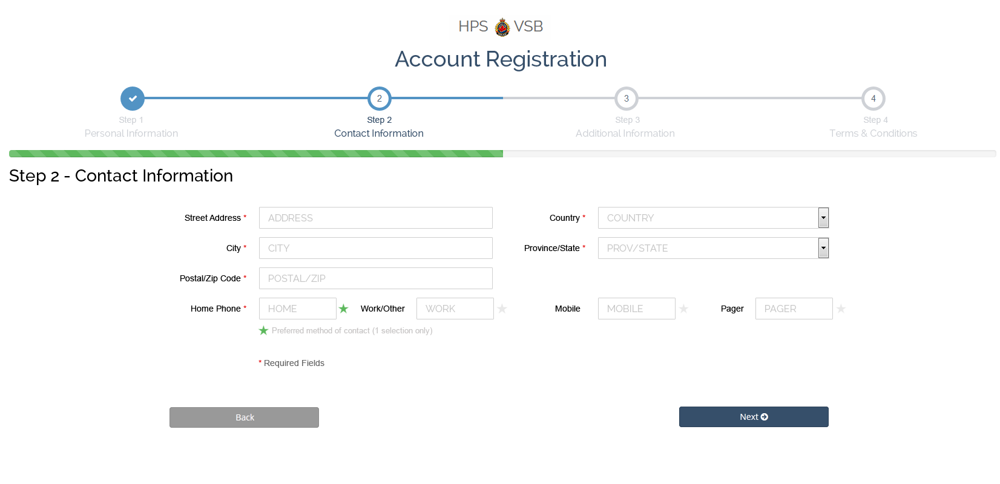 HPS VSB
Account Registration
2 3 4
Step 1 Step 2 Step 3 Step 4
Personal Information Contact Information Additional Information Terms & Conditions
Step 2 - Contact Information
Street Address * ADDRESS Country * COUNTRY
City * CITY Province/State * PROV/STATE
Postal/Zip Code * POSTAL/ZIP
Home Phone * HOME Work/Other WORK Mobile MOBILE Pager PAGER
Preferred method of contact (1 selection only)
* Required Fields
Back Next